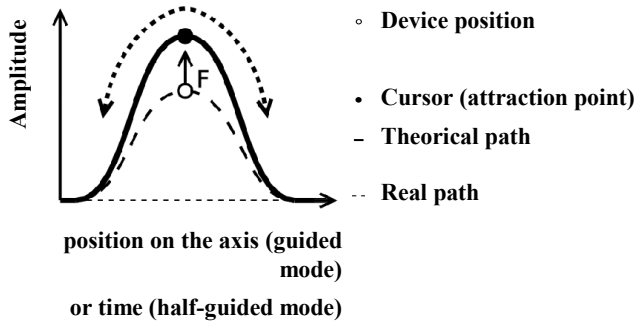 Amplitude
F
Device position
Cursor (attraction point)
Theorical path
Real path
position on the axis (guided
mode)
or time (half-guided mode)